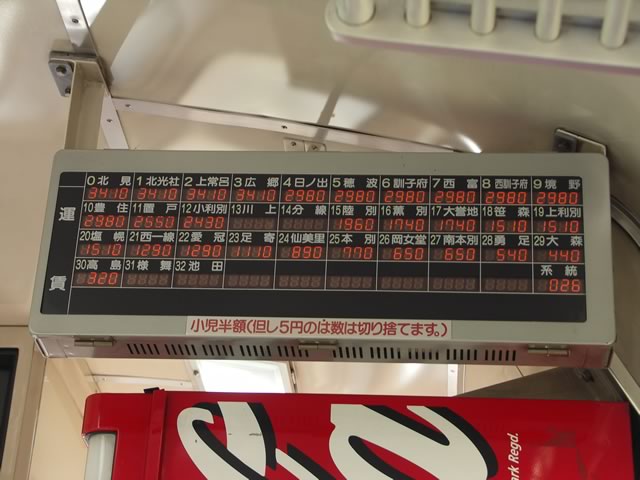 0北見 1北光社 2上常呂 3広郷 4日ノ出 5穂波 6訓子府 7西富 8西訓子府 9境野
3410 3410 3410 3410 2980 2980 2980 2980 2980 2980
10豊住 11置戸 12小利別 13川上 14分線 15陸別 16薫別 17大誉地 18笹森 19上利別
2980 2550 2430 1960 1740 1740 1510 1510
20塩幌 21西一線 22愛冠 23足寄 24仙美里 25本別 26岡女堂 27南本別 28勇足 29大森
1510 1290 1290 1110 890 770 650 650 540 440
30高島 31様舞 32池田 系統
320 026
運賃
小児半額(但し5円のは数は切り捨てます。)
ark Regd.